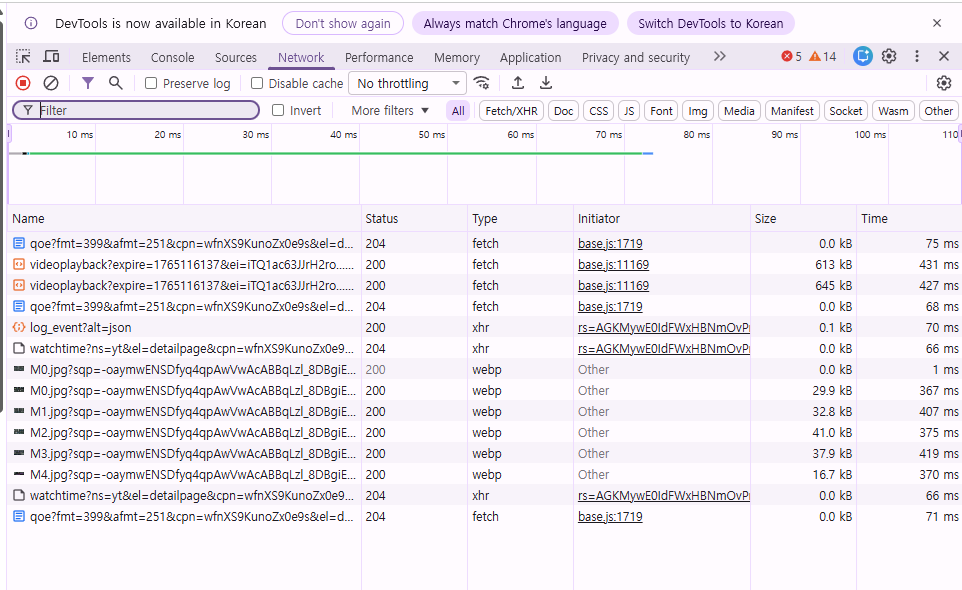 DevTools is now available in Korean Don't show again Always match Chrome's language Switch DevTools to Korean
Elements Console Sources Network Performance Memory Application Privacy and security 5 14
Preserve log Disable cache No throttling
Filter Invert More filters All Fetch/XHR Doc CSS JS Font Img Media Manifest Socket Wasm Other
10 ms 20 ms 30 ms 40 ms 50 ms 60 ms 70 ms 80 ms 90 ms 100 ms 110
Name Status Type Initiator Size Time
qoe?fmt=399&afmt=251&cpn=wfnXS9KunoZx0e9s&el=d... 204 fetch base.js:1719 0.0 kB 75 ms
videoplayback?expire=1765116137&ei=iTQ1ac63JJrH2ro...... 200 fetch base.js:11169 613 kB 431 ms
videoplayback?expire=1765116137&ei=iTQ1ac63JJrH2ro...... 200 fetch base.js:11169 645 kB 427 ms
qoe?fmt=399&afmt=251&cpn=wfnXS9KunoZx0e9s&el=d... 204 fetch base.js:1719 0.0 kB 68 ms
log_event?alt=json 200 xhr rs=AGKMywE0IdFWxHBNmOvP 0.1 kB 70 ms
watchtime?ns=yt&el=detailpage&cpn=wfnXS9KunoZx0e9... 204 xhr rs=AGKMywE0IdFWxHBNmOvP 0.0 kB 66 ms
M0.jpg?sqp=-oaymwENSDfyq4qpAwVwAcABBqLzl_8DBgiE... 200 webp Other 0.0 kB 1 ms
M0.jpg?sqp=-oaymwENSDfyq4qpAwVwAcABBqLzl_8DBgiE... 200 webp Other 29.9 kB 367 ms
M1.jpg?sqp=-oaymwENSDfyq4qpAwVwAcABBqLzl_8DBgiE... 200 webp Other 32.8 kB 407 ms
M2.jpg?sqp=-oaymwENSDfyq4qpAwVwAcABBqLzl_8DBgiE... 200 webp Other 41.0 kB 375 ms
M3.jpg?sqp=-oaymwENSDfyq4qpAwVwAcABBqLzl_8DBgiE... 200 webp Other 37.9 kB 419 ms
M4.jpg?sqp=-oaymwENSDfyq4qpAwVwAcABBqLzl_8DBgiE... 200 webp Other 16.7 kB 370 ms
watchtime?ns=yt&el=detailpage&cpn=wfnXS9KunoZx0e9... 204 xhr rs=AGKMywE0IdFWxHBNmOvP 0.0 kB 66 ms
qoe?fmt=399&afmt=251&cpn=wfnXS9KunoZx0e9s&el=d... 204 fetch base.js:1719 0.0 kB 71 ms